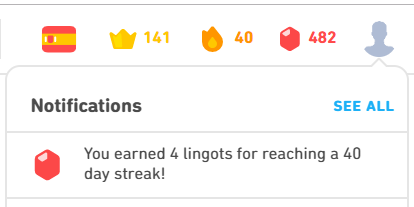 141 40 482
Notifications SEE ALL
You earned 4 lingots for reaching a 40
day streak!